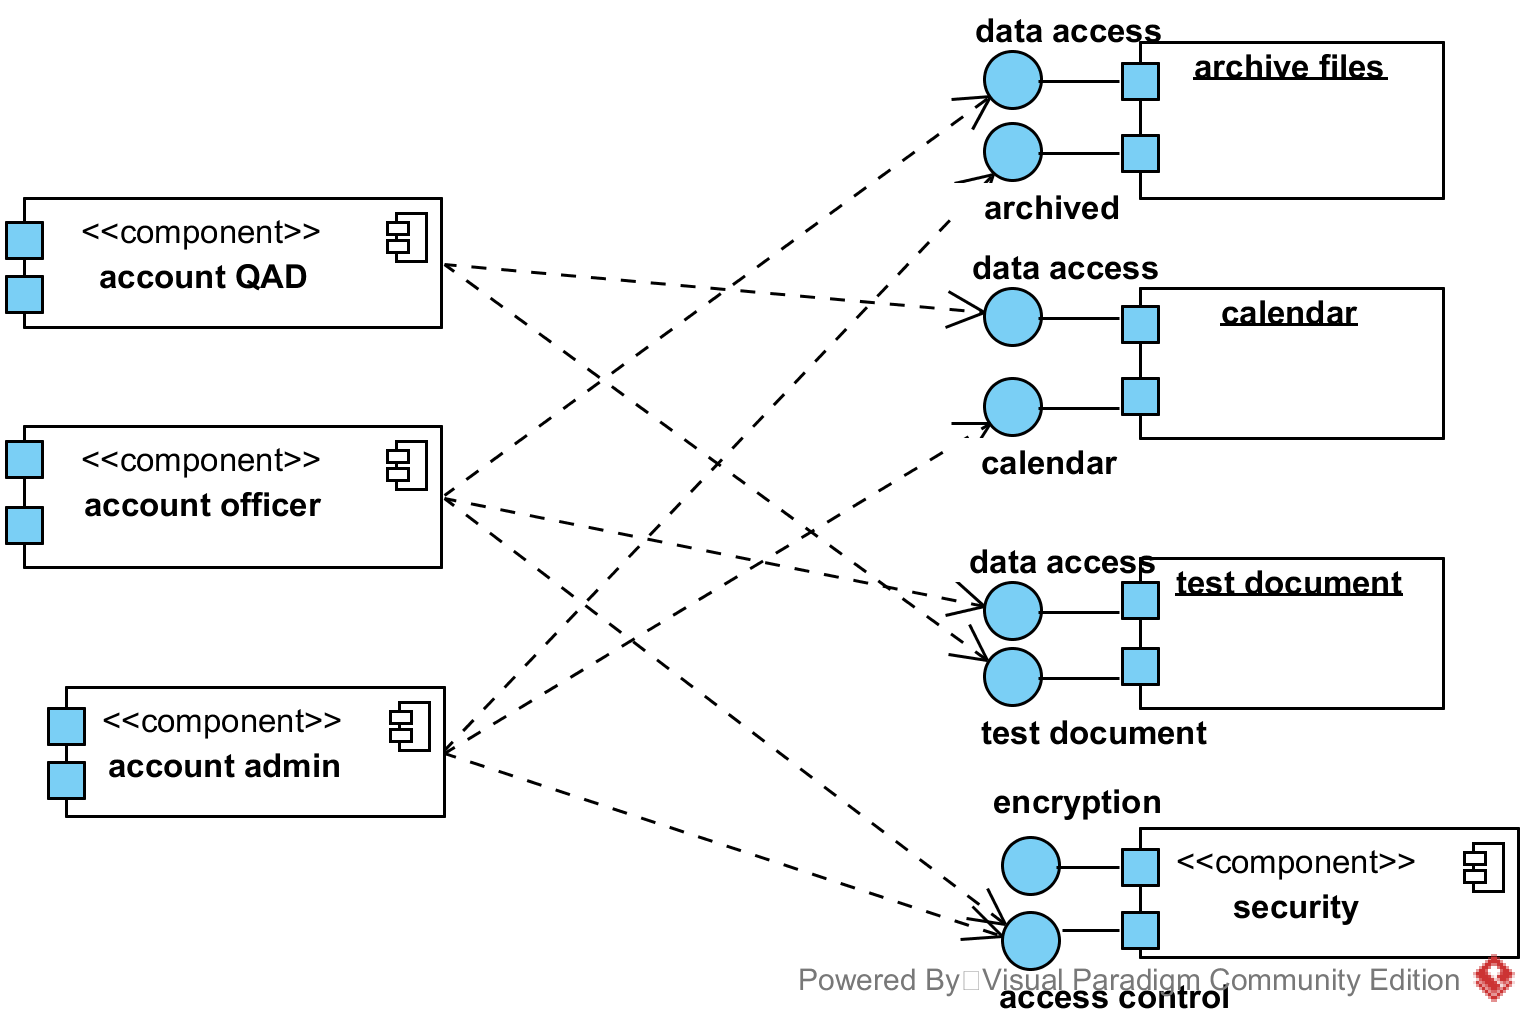 data access
archive files
archived
<<component>>
account QAD
data access
calendar
calendar
<<component>>
account officer
data access
test document
test document
<<component>>
account admin
encryption
<<component>>
security
access control
Powered By Visual Paradigm Community Edition